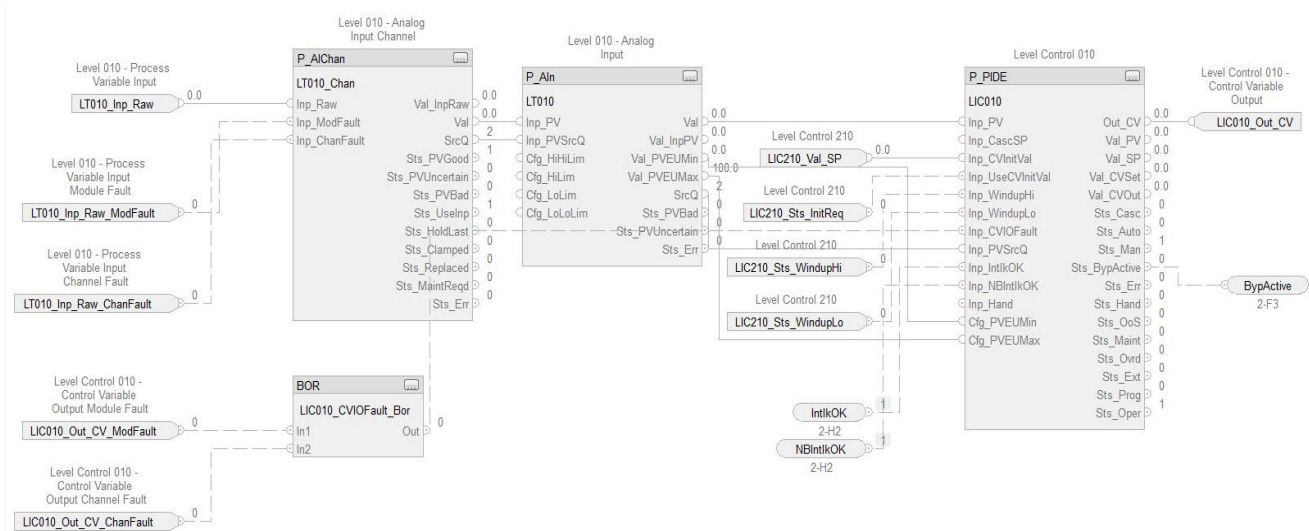 Level 010 - Process
Variable Input
LT010_Inp_Raw
0.0
Level 010 - Process
Variable Input
Module Fault
LT010_Inp_Raw_ModFault
0
Level 010 - Process
Variable Input
Channel Fault
LT010_Inp_Raw_ChanFault
0
Level Control 010 -
Control Variable
Output Module Fault
LIC010_Out_CV_ModFault
0
Level Control 010 -
Control Variable
Output Channel Fault
LIC010_Out_CV_ChanFault
0
Level 010 - Analog
Input Channel
P_AIChan
...
LT010_Chan
Inp_Raw
Inp_ModFault
Inp_ChanFault
Val_InpRaw
0.0
Val
0.0
SrcQ
2
Sts_PVGood
1
Sts_PVUncertain
0
Sts_PVBad
0
Sts_UseInp
1
Sts_HoldLast
0
Sts_Clamped
0
Sts_Replaced
0
Sts_MaintReqd
0
Sts_Err
0
BOR
...
LIC010_CVIOFault_Bor
In1
In2
Out
0
Level 010 - Analog
Input
P_AIn
...
LT010
Inp_PV
Inp_PVSrcQ
Cfg_HiHiLim
Cfg_HiLim
Cfg_LoLim
Cfg_LoLoLim
Val
0.0
Val_InpPV
0.0
Val_PVEUMin
0.0
Val_PVEUMax
100.0
SrcQ
2
Sts_PVBad
0
Sts_PVUncertain
0
Sts_Err
0
Level Control 210
LIC210_Val_SP
0.0
Level Control 210
LIC210_Sts_InitReq
0
Level Control 210
LIC210_Sts_WindupHi
0
Level Control 210
LIC210_Sts_WindupLo
0
IntlkOK
1
2-H2
NBIntlkOK
1
2-H2
Level Control 010
P_PIDE
...
LIC010
Inp_PV
Inp_CascSP
Inp_CVInitVal
Inp_UseCVInitVal
Inp_WindupHi
Inp_WindupLo
Inp_CVIOFault
Inp_PVSrcQ
Inp_IntlkOK
Inp_NBIntlkOK
Inp_Hand
Cfg_PVEUMin
Cfg_PVEUMax
Out_CV
0.0
Val_PV
0.0
Val_SP
0.0
Val_CVSet
0.0
Val_CVOut
0.0
Sts_Casc
0
Sts_Auto
0
Sts_Man
1
Sts_BypActive
0
Sts_Err
0
Sts_Hand
0
Sts_OoS
0
Sts_Maint
0
Sts_Ovrd
0
Sts_Ext
0
Sts_Prog
0
Sts_Oper
1
Level Control 010 -
Control Variable
Output
LIC010_Out_CV
BypActive
2-F3